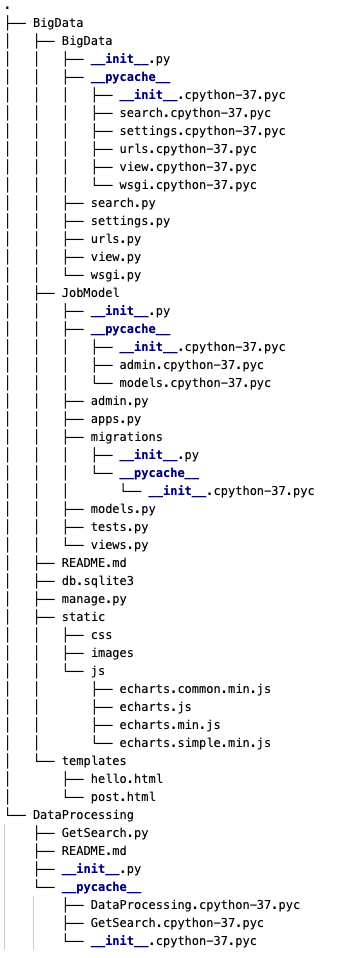 .
├── BigData
│   ├── BigData
│   │   ├── __init__.py
│   │   ├── __pycache__
│   │   │   ├── __init__.cpython-37.pyc
│   │   │   ├── search.cpython-37.pyc
│   │   │   ├── settings.cpython-37.pyc
│   │   │   ├── urls.cpython-37.pyc
│   │   │   ├── view.cpython-37.pyc
│   │   │   └── wsgi.cpython-37.pyc
│   │   ├── search.py
│   │   ├── settings.py
│   │   ├── urls.py
│   │   ├── view.py
│   │   └── wsgi.py
│   ├── JobModel
│   │   ├── __init__.py
│   │   ├── __pycache__
│   │   │   ├── __init__.cpython-37.pyc
│   │   │   ├── admin.cpython-37.pyc
│   │   │   └── models.cpython-37.pyc
│   │   ├── admin.py
│   │   ├── apps.py
│   │   ├── migrations
│   │   │   ├── __init__.py
│   │   │   └── __pycache__
│   │   │       └── __init__.cpython-37.pyc
│   │   ├── models.py
│   │   ├── tests.py
│   │   └── views.py
│   ├── README.md
│   ├── db.sqlite3
│   ├── manage.py
│   ├── static
│   │   ├── css
│   │   ├── images
│   │   └── js
│   │       ├── echarts.common.min.js
│   │       ├── echarts.js
│   │       ├── echarts.min.js
│   │       └── echarts.simple.min.js
│   └── templates
│       ├── hello.html
│       └── post.html
└── DataProcessing
    ├── GetSearch.py
    ├── README.md
    ├── __init__.py
    └── __pycache__
        ├── DataProcessing.cpython-37.pyc
        ├── GetSearch.cpython-37.pyc
        └── __init__.cpython-37.pyc